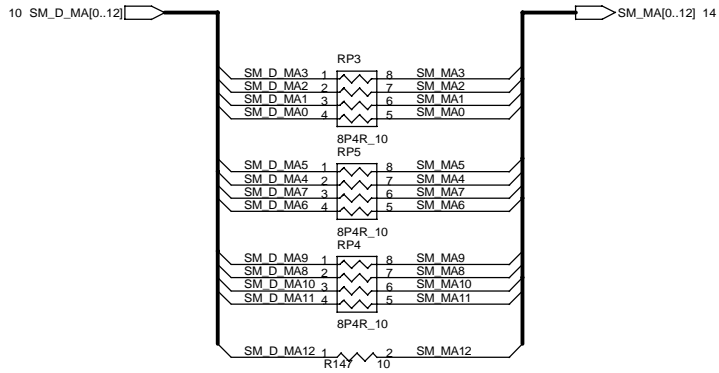 10 SM_D_MA[0..12] SM_MA[0..12] 14
RP3
SM_D_MA3 1 8 SM_MA3
SM_D_MA2 2 7 SM_MA2
SM_D_MA1 3 6 SM_MA1
SM_D_MA0 4 5 SM_MA0
8P4R_10
RP5
SM_D_MA5 1 8 SM_MA5
SM_D_MA4 2 7 SM_MA4
SM_D_MA7 3 6 SM_MA7
SM_D_MA6 4 5 SM_MA6
8P4R_10
RP4
SM_D_MA9 1 8 SM_MA9
SM_D_MA8 2 7 SM_MA8
SM_D_MA10 3 6 SM_MA10
SM_D_MA11 4 5 SM_MA11
8P4R_10
SM_D_MA12 1 2 SM_MA12
R147 10